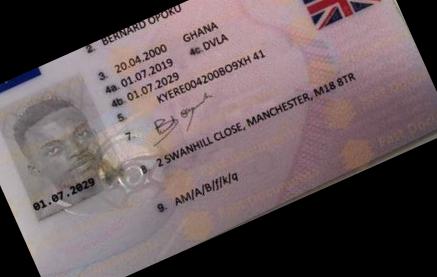 2. BERNARD OPOKU
3. 20.04.2000 GHANA
4a. 01.07.2019 4c. DVLA
4b. 01.07.2029
5. KYERE004200BO9XH 41
7.
8. 2 SWANHILL CLOSE, MANCHESTER, M18 8TR
01.07.2029
9. AM/A/B/f/k/q